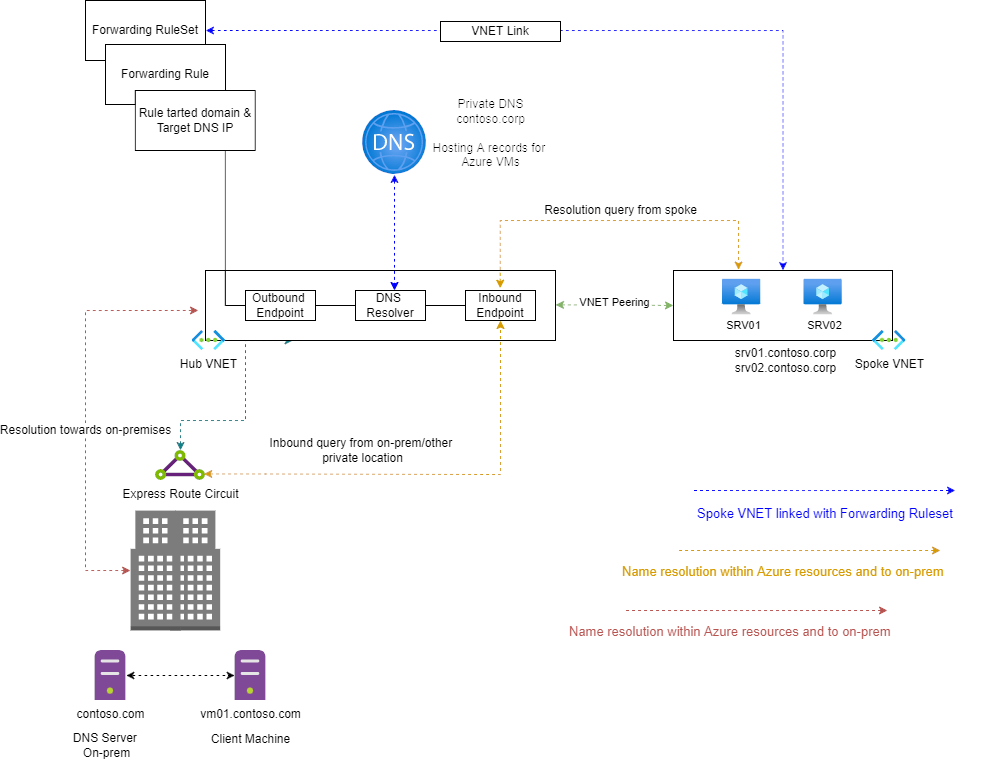 Forwarding RuleSet
VNET Link
Forwarding Rule
Rule tarted domain &
Target DNS IP
DNS
Private DNS
contoso.corp
Hosting A records for
Azure VMs
Resolution query from spoke
Outbound
Endpoint
DNS
Resolver
Inbound
Endpoint
VNET Peering
SRV01
SRV02
Hub VNET
srv01.contoso.corp
srv02.contoso.corp
Spoke VNET
Resolution towards on-premises
Inbound query from on-prem/other
private location
Express Route Circuit
Spoke VNET linked with Forwarding Ruleset
Name resolution within Azure resources and to on-prem
Name resolution within Azure resources and to on-prem
contoso.com
vm01.contoso.com
DNS Server
On-prem
Client Machine